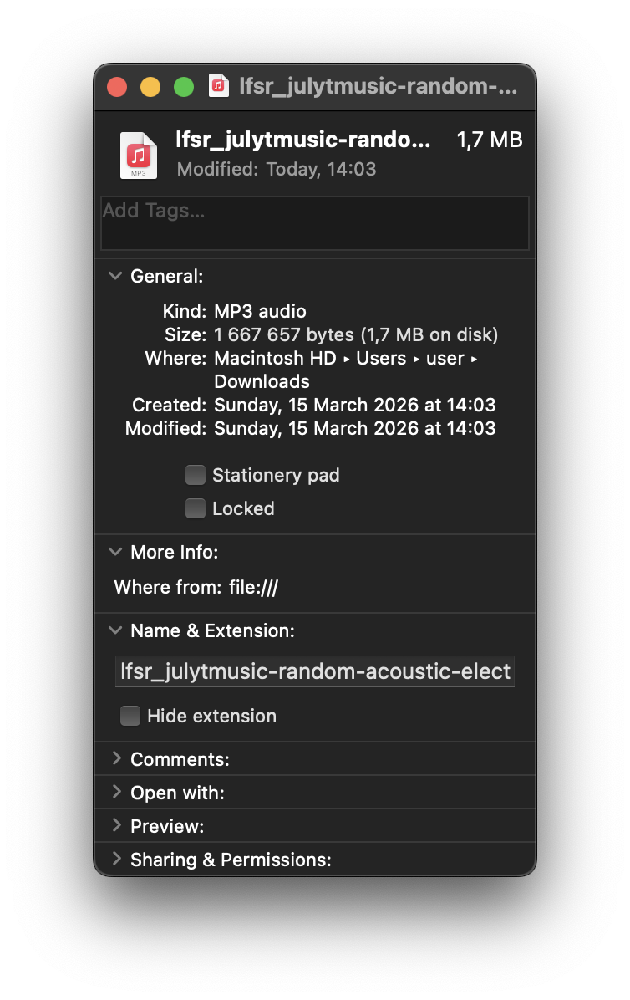 lfsr_julytmusic-random-...
lfsr_julytmusic-rando... 1,7 MB
Modified: Today, 14:03
MP3
Add Tags...
General:
Kind: MP3 audio
Size: 1 667 657 bytes (1,7 MB on disk)
Where: Macintosh HD ▸ Users ▸ user ▸
Downloads
Created: Sunday, 15 March 2026 at 14:03
Modified: Sunday, 15 March 2026 at 14:03
Stationery pad
Locked
More Info:
Where from: file:///
Name & Extension:
lfsr_julytmusic-random-acoustic-elect
Hide extension
Comments:
Open with:
Preview:
Sharing & Permissions: